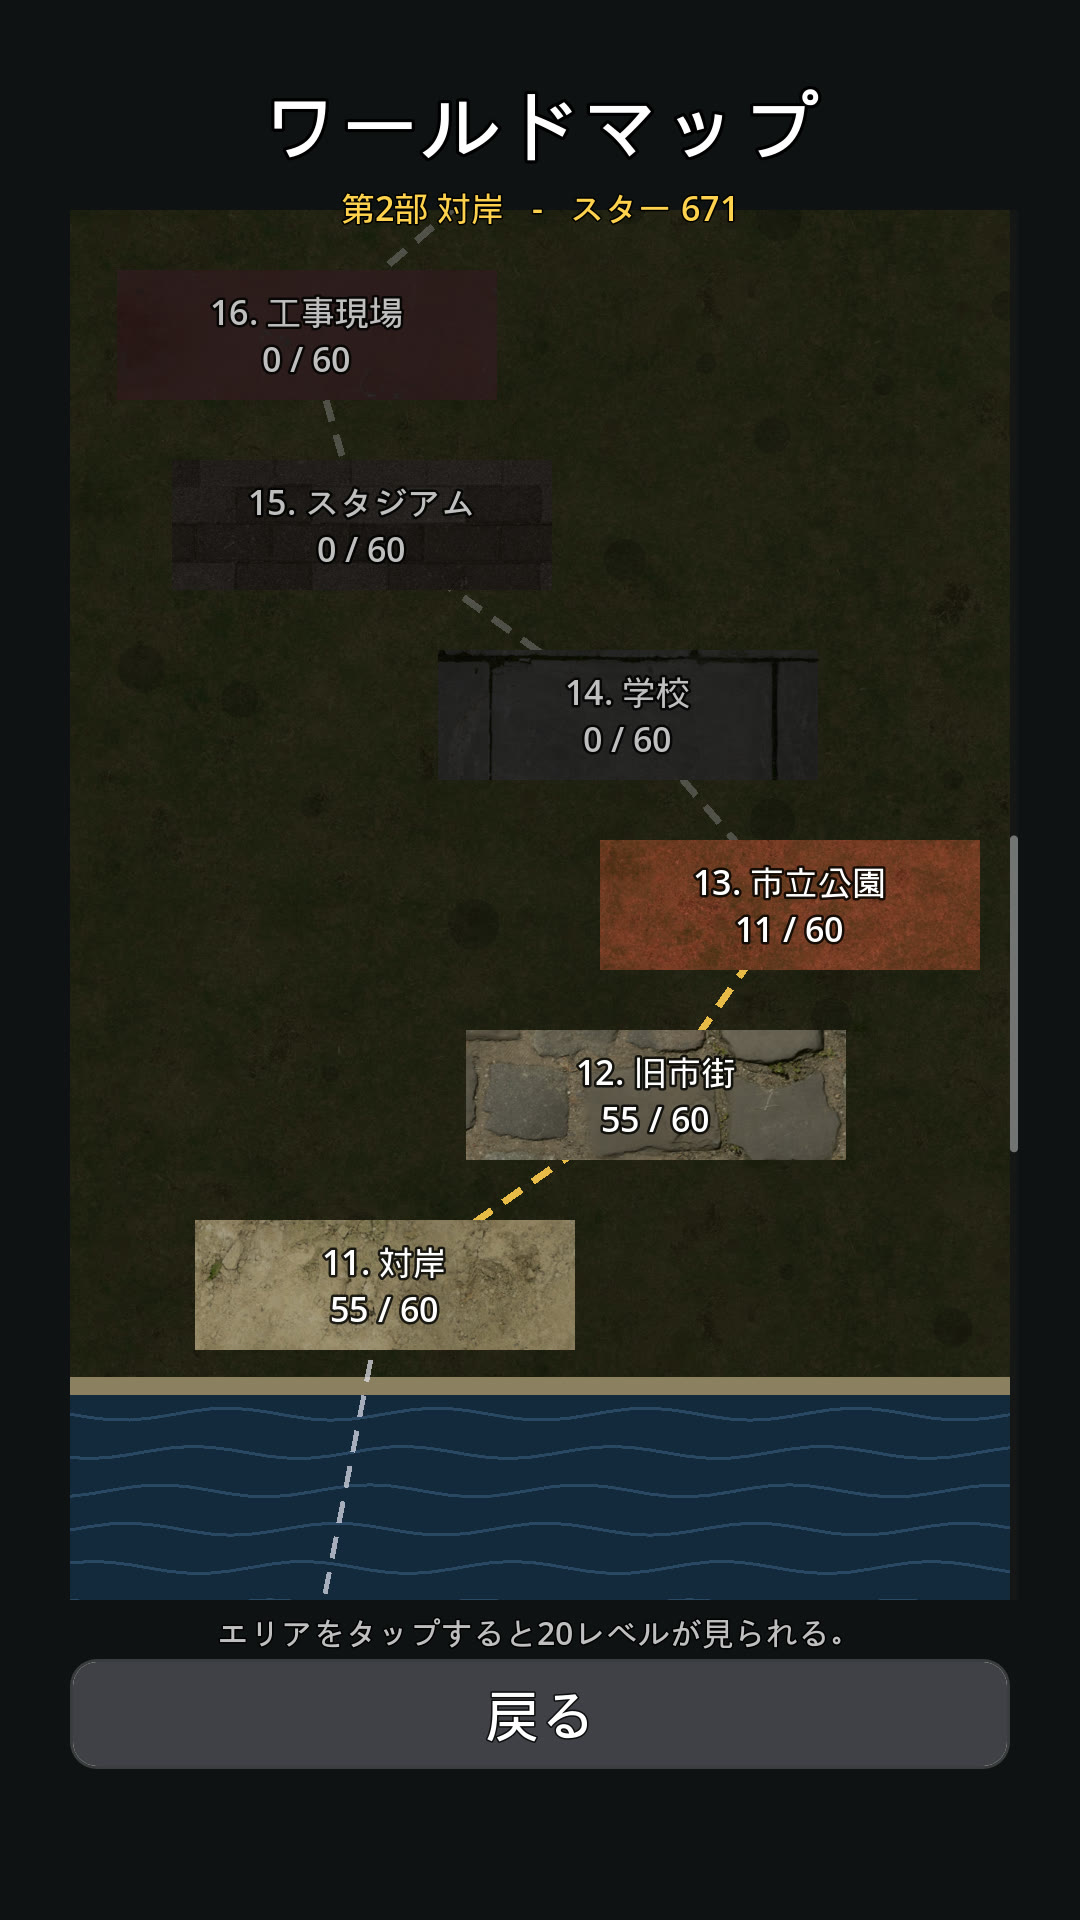 ワールドマップ
第2部 対岸 - スター 671
16. 工事現場
0 / 60
15. スタジアム
0 / 60
14. 学校
0 / 60
13. 市立公園
11 / 60
12. 旧市街
55 / 60
11. 対岸
55 / 60
エリアをタップすると20レベルが見られる。
戻る